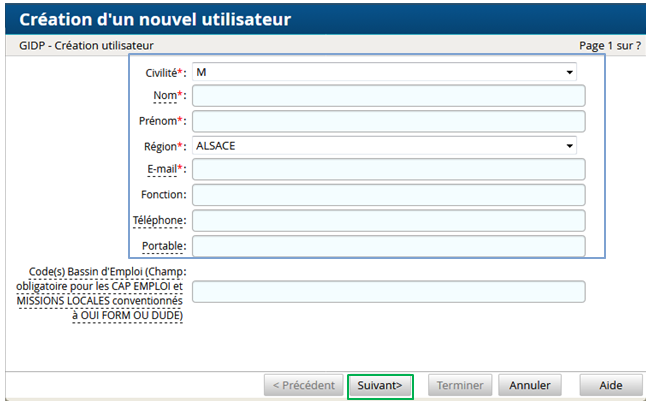 Création d'un nouvel utilisateur
GIDP - Création utilisateur Page 1 sur ?
Civilité*: M
Nom*:
Prénom*:
Région*: ALSACE
E-mail*:
Fonction:
Téléphone:
Portable:
Code(s) Bassin d'Emploi (Champ:
obligatoire pour les CAP EMPLOI et
MISSIONS LOCALES conventionnés
à OUI FORM OU DUDE)
< Précédent Suivant> Terminer Annuler Aide